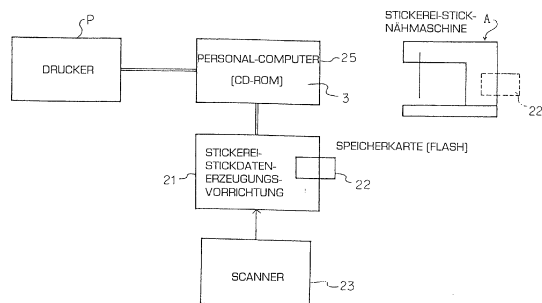 P
DRUCKER
PERSONAL-COMPUTER
[CD-ROM]
25
3
STICKEREI-STICK-
NÄHMASCHINE
A
22
21
STICKEREI-
STICKDATEN-
ERZEUGUNGS-
VORRICHTUNG
SPEICHERKARTE [FLASH]
22
SCANNER
23